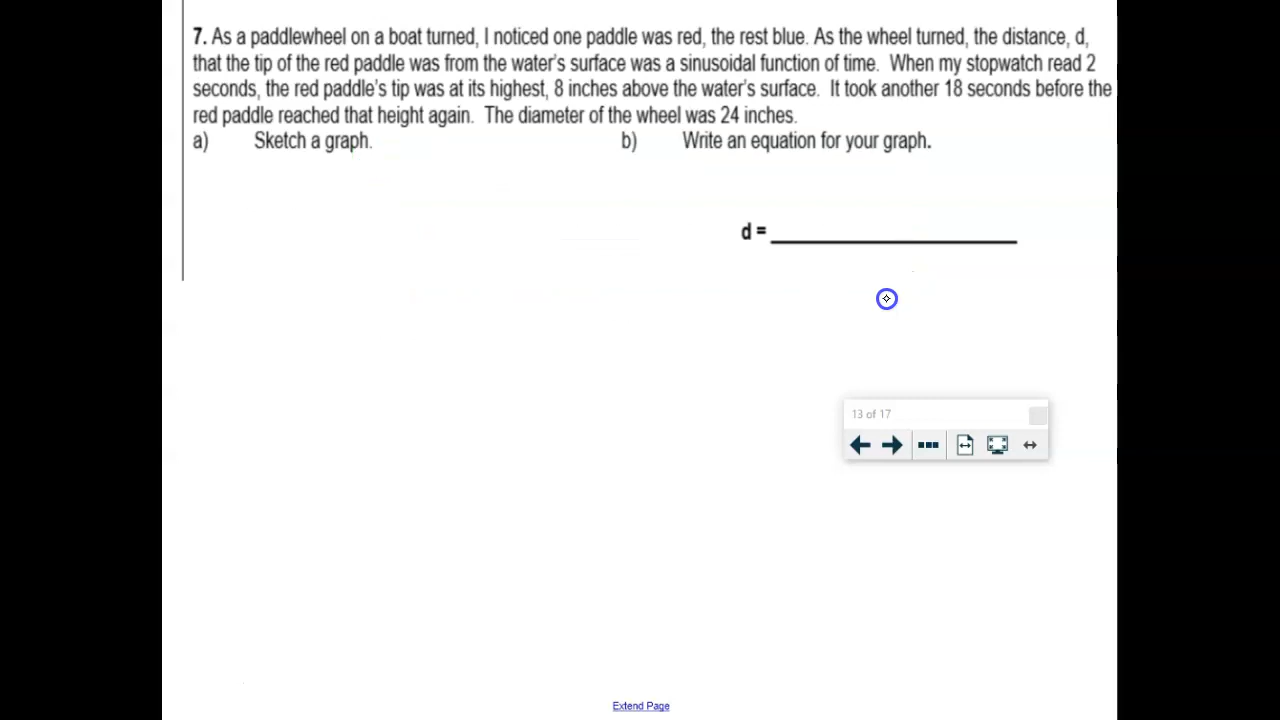 7. As a paddlewheel on a boat turned, I noticed one paddle was red, the rest blue. As the wheel turned, the distance, d,
that the tip of the red paddle was from the water's surface was a sinusoidal function of time. When my stopwatch read 2
seconds, the red paddle's tip was at its highest, 8 inches above the water's surface. It took another 18 seconds before the
red paddle reached that height again. The diameter of the wheel was 24 inches.
a) Sketch a graph. b) Write an equation for your graph.
d = ____________________
13 of 17
Extend Page